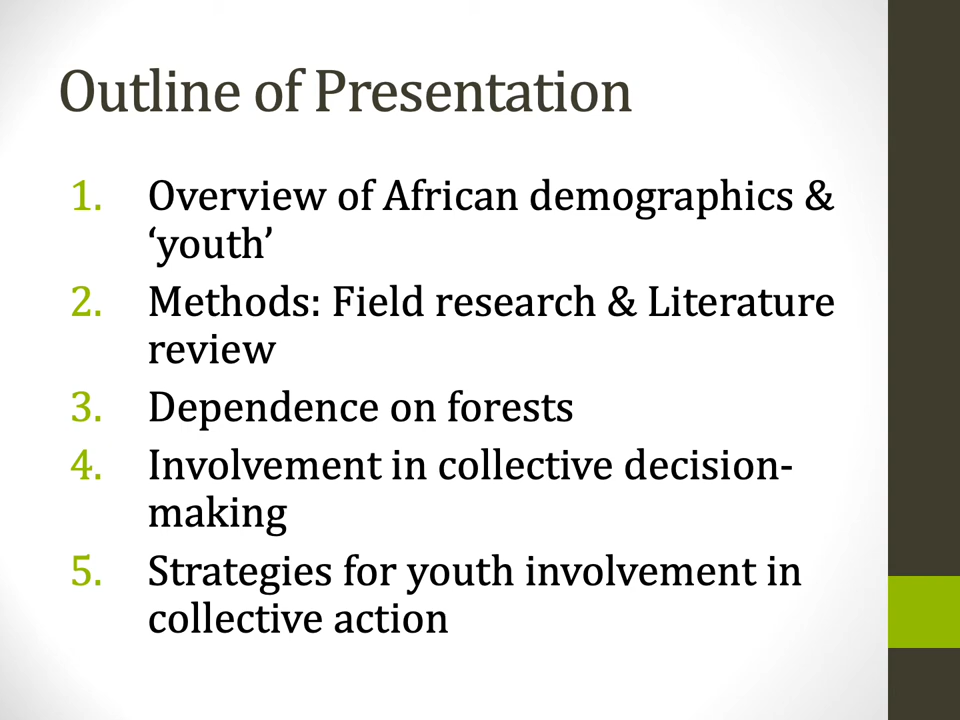 Outline of Presentation
1. Overview of African demographics &
‘youth’
2. Methods: Field research & Literature
review
3. Dependence on forests
4. Involvement in collective decision-
making
5. Strategies for youth involvement in
collective action